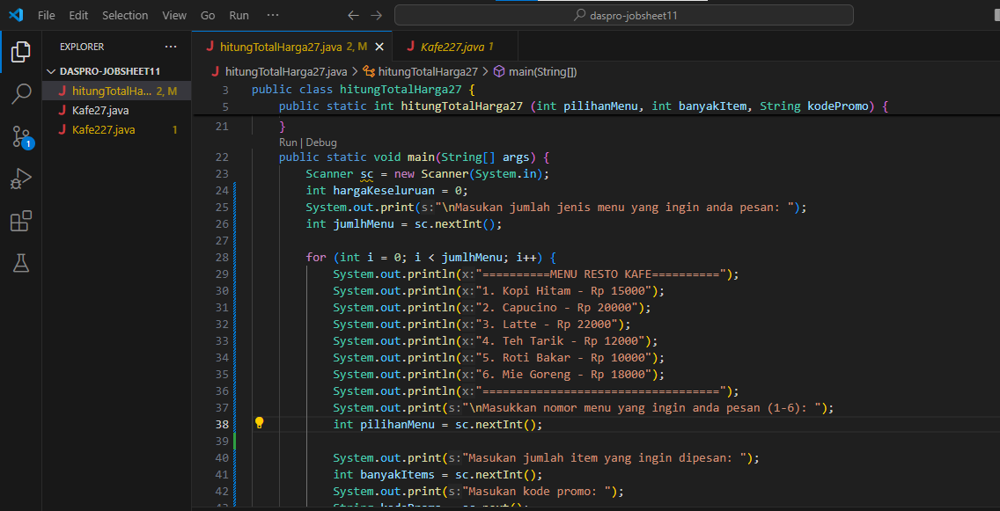 File Edit Selection View Go Run ··· ← → daspro-jobsheet11
EXPLORER ···
DASPRO-JOBSHEET11
J hitungTotalHa... 2, M
J Kafe27.java
J Kafe227.java 1
1
J hitungTotalHarga27.java 2, M × J Kafe227.java 1
J hitungTotalHarga27.java > hitungTotalHarga27 > main(String[])
3 public class hitungTotalHarga27 {
5 public static int hitungTotalHarga27 (int pilihanMenu, int banyakItem, String kodePromo) {
21 }
Run | Debug
22 public static void main(String[] args) {
23 Scanner sc = new Scanner(System.in);
24 int hargaKeseluruan = 0;
25 System.out.print(s:"\nMasukan jumlah jenis menu yang ingin anda pesan: ");
26 int jumlhMenu = sc.nextInt();
27
28 for (int i = 0; i < jumlhMenu; i++) {
29 System.out.println(x:"==========MENU RESTO KAFE==========");
30 System.out.println(x:"1. Kopi Hitam - Rp 15000");
31 System.out.println(x:"2. Capucino - Rp 20000");
32 System.out.println(x:"3. Latte - Rp 22000");
33 System.out.println(x:"4. Teh Tarik - Rp 12000");
34 System.out.println(x:"5. Roti Bakar - Rp 10000");
35 System.out.println(x:"6. Mie Goreng - Rp 18000");
36 System.out.println(x:"===================================");
37 System.out.print(s:"\nMasukkan nomor menu yang ingin anda pesan (1-6): ");
38 int pilihanMenu = sc.nextInt();
39
40 System.out.print(s:"Masukan jumlah item yang ingin dipesan: ");
41 int banyakItems = sc.nextInt();
42 System.out.print(s:"Masukan kode promo: ");
43 String kodePromo = sc.next();